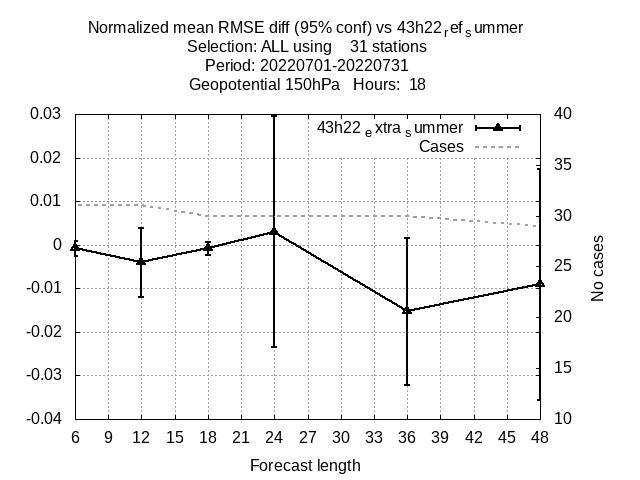 Normalized mean RMSE diff (95% conf) vs 43h22refsummer
Selection: ALL using 31 stations
Period: 20220701-20220731
Geopotential 150hPa Hours: 18
43h22extrasummer
Cases
0.03
0.02
0.01
0
-0.01
-0.02
-0.03
-0.04
40
35
30
25
20
15
10
No cases
6 9 12 15 18 21 24 27 30 33 36 39 42 45 48
Forecast length